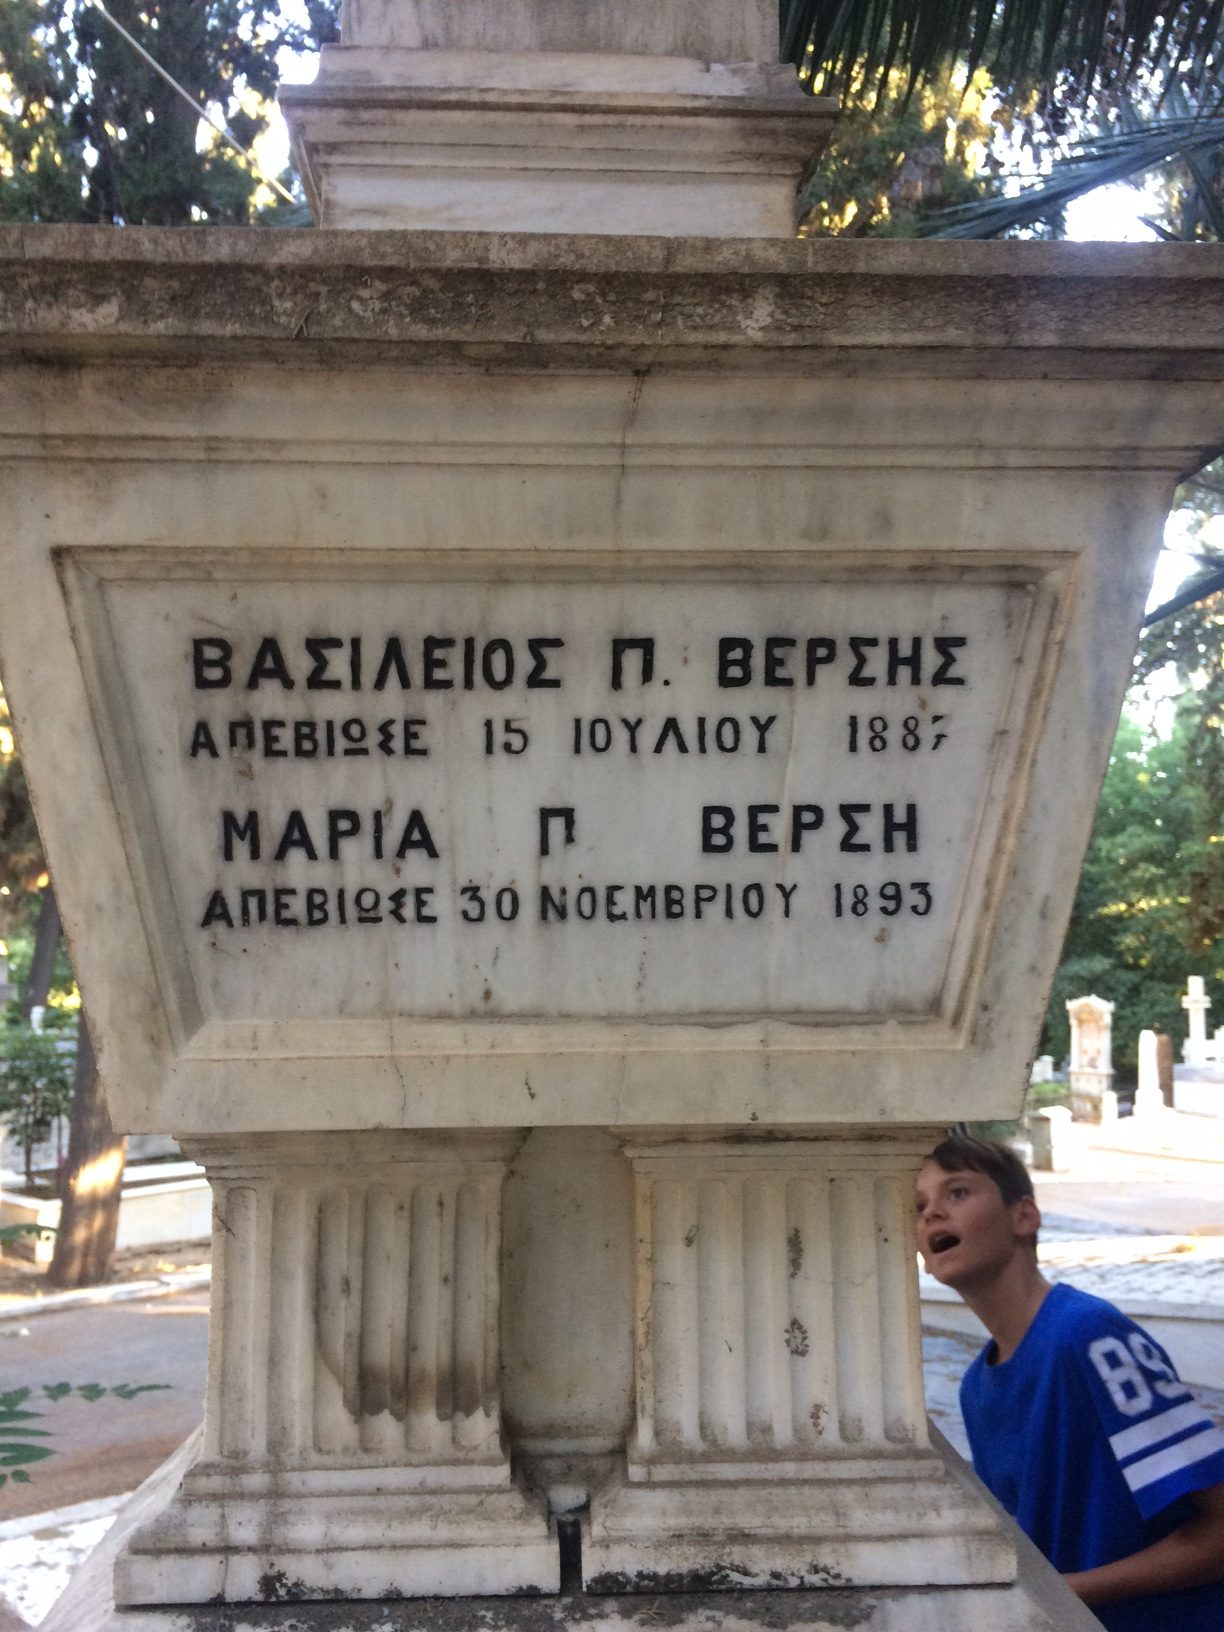 ΒΑΣΙΛΕΙΟΣ Π. ΒΕΡΣΗΣ
ΑΠΕΒΙΩΣΕ 15 ΙΟΥΛΙΟΥ 1887
ΜΑΡΙΑ Π ΒΕΡΣΗ
ΑΠΕΒΙΩΣΕ 30 ΝΟΕΜΒΡΙΟΥ 1893
89